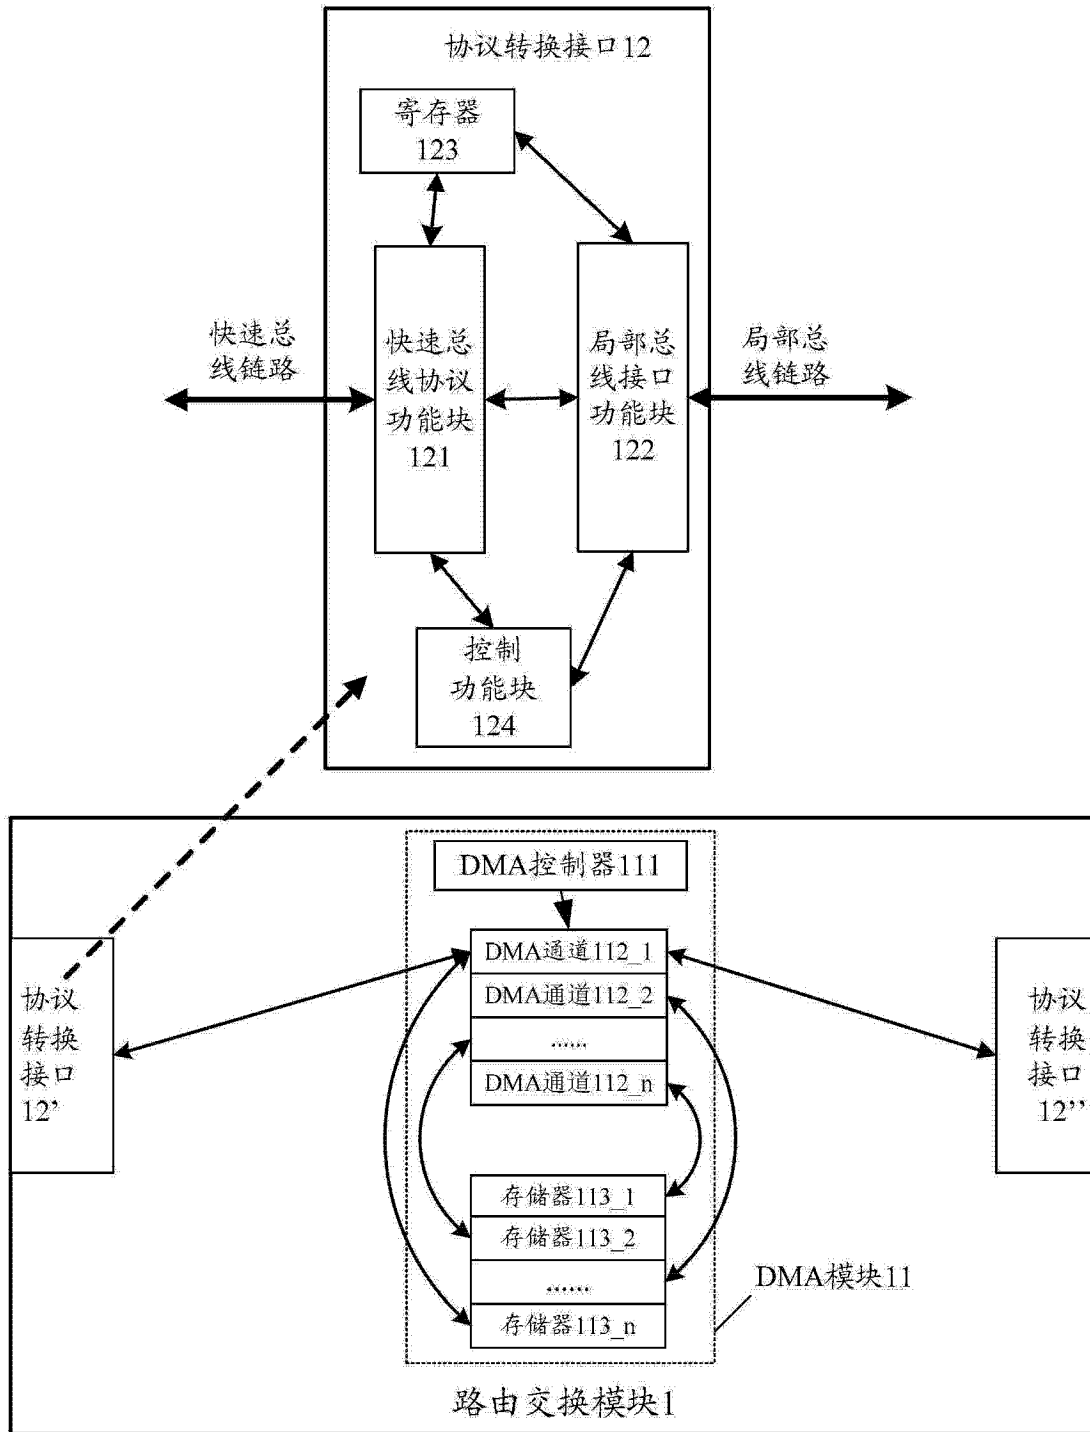 协议转换接口12
寄存器
123
快速总
线链路
快速总
线协议
功能块
121
局部总
线接口
功能块
122
局部总
线链路
控制
功能块
124
DMA控制器111
DMA通道112_1
DMA通道112_2
......
DMA通道112_n
协议
转换
接口
12'
协议
转换
接口
12''
存储器113_1
存储器113_2
......
存储器113_n
DMA模块11
路由交换模块1